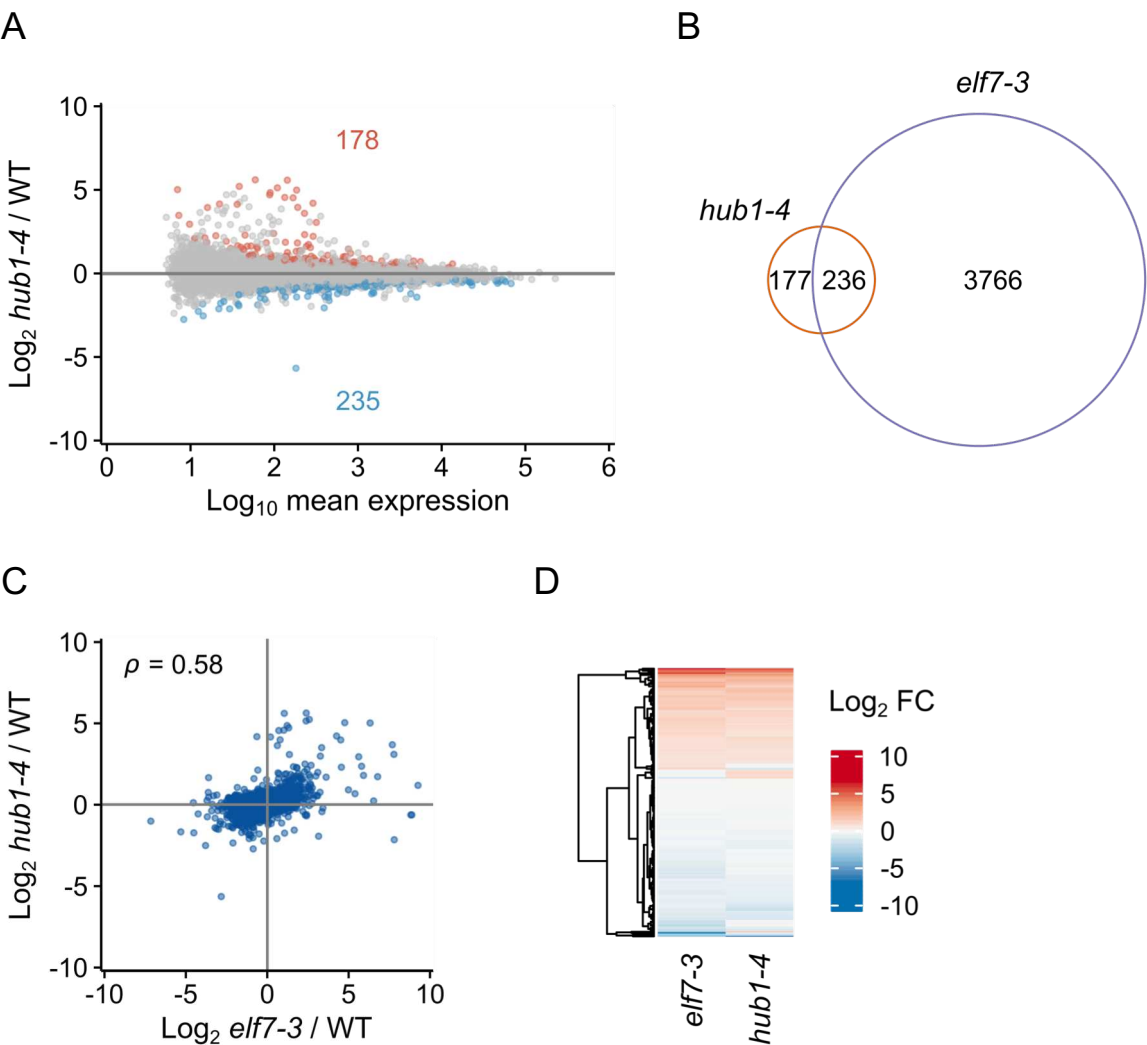 A
Log₂ hub1-4 / WT
10
5
0
-5
-10
178
235
0 1 2 3 4 5 6
Log₁₀ mean expression
B
elf7-3
hub1-4
177 236 3766
C
Log₂ hub1-4 / WT
10
5
0
-5
-10
ρ = 0.58
-10 -5 0 5 10
Log₂ elf7-3 / WT
D
Log₂ FC
10
5
0
-5
-10
elf7-3
hub1-4